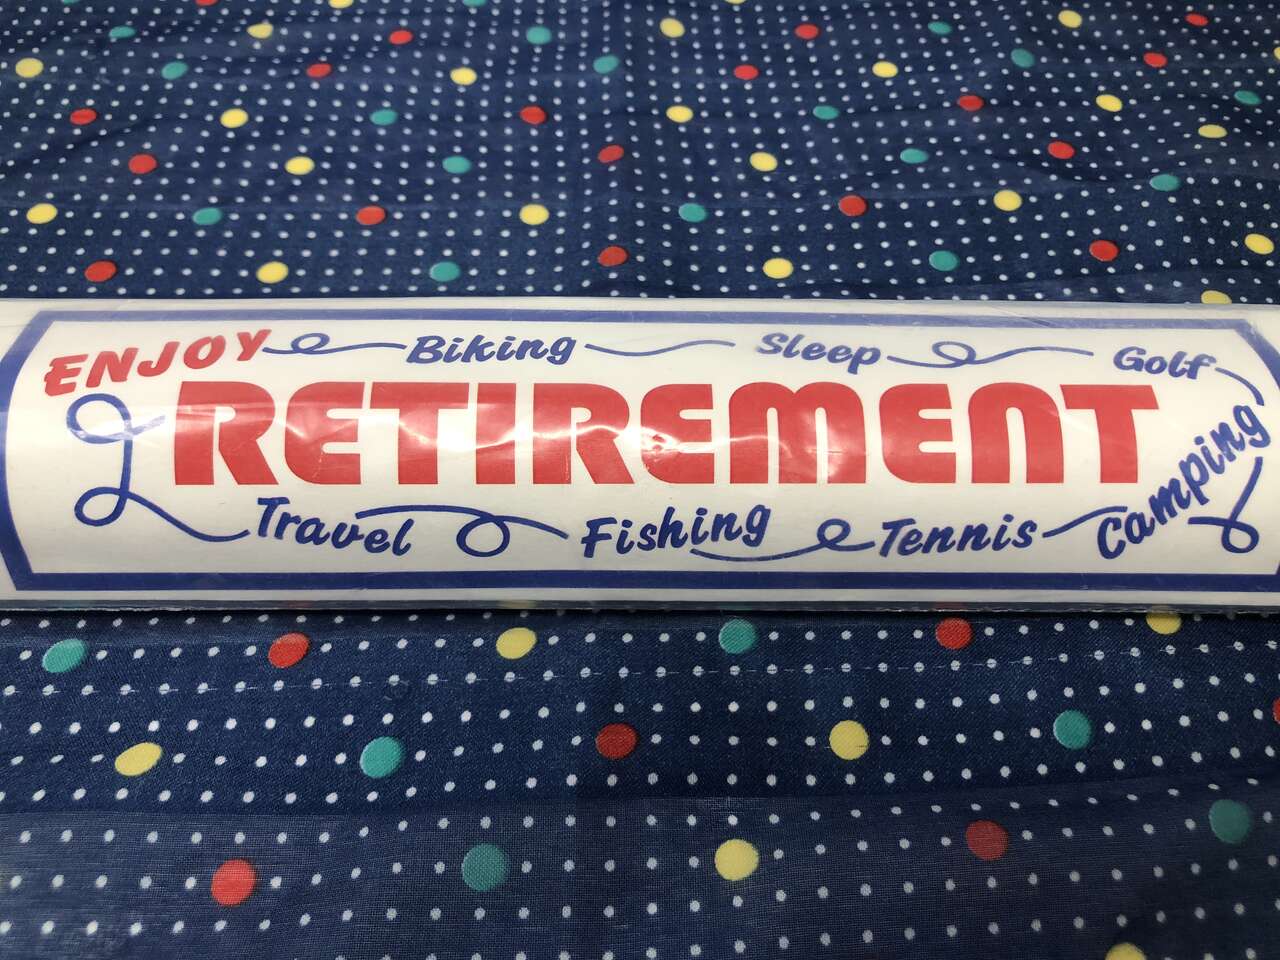 ENJOY Biking Sleep Golf
RETIREMENT
Travel Fishing Tennis Camping